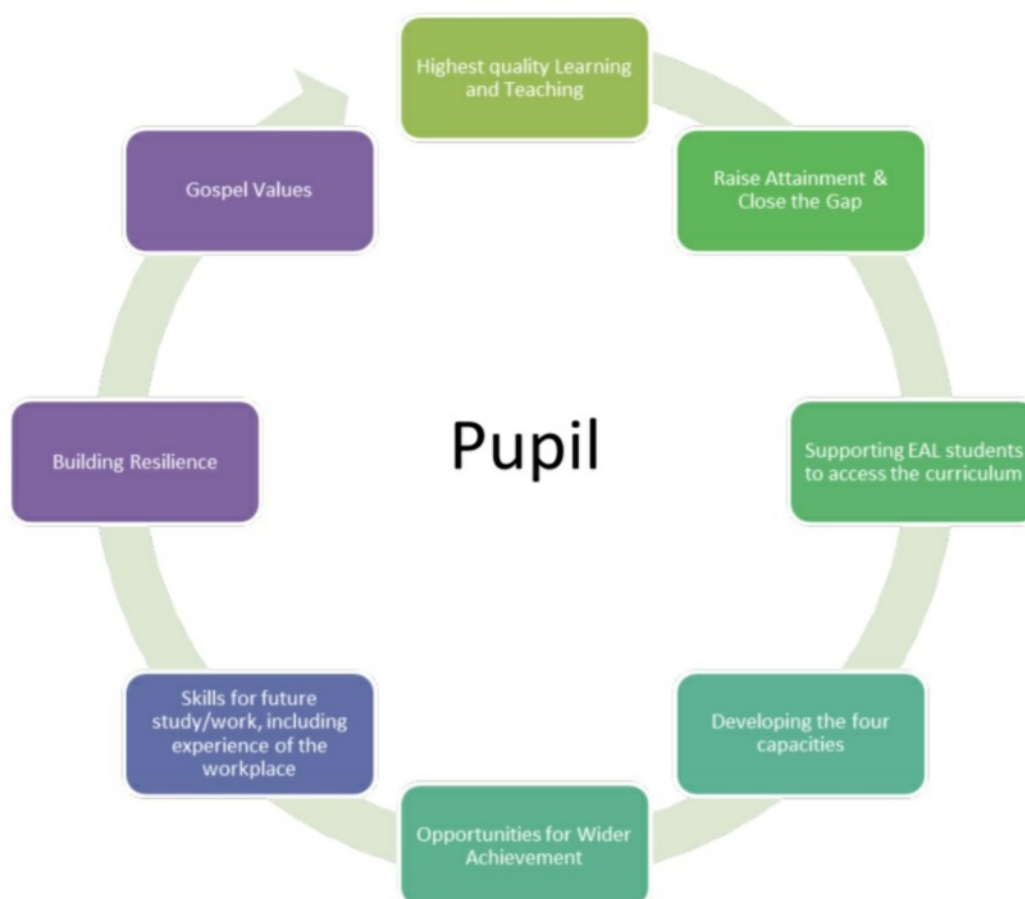 Highest quality Learning
and Teaching
Raise Attainment &
Close the Gap
Supporting EAL students
to access the curriculum
Developing the four
capacities
Opportunities for Wider
Achievement
Skills for future
study/work, including
experience of the
workplace
Building Resilience
Gospel Values
Pupil